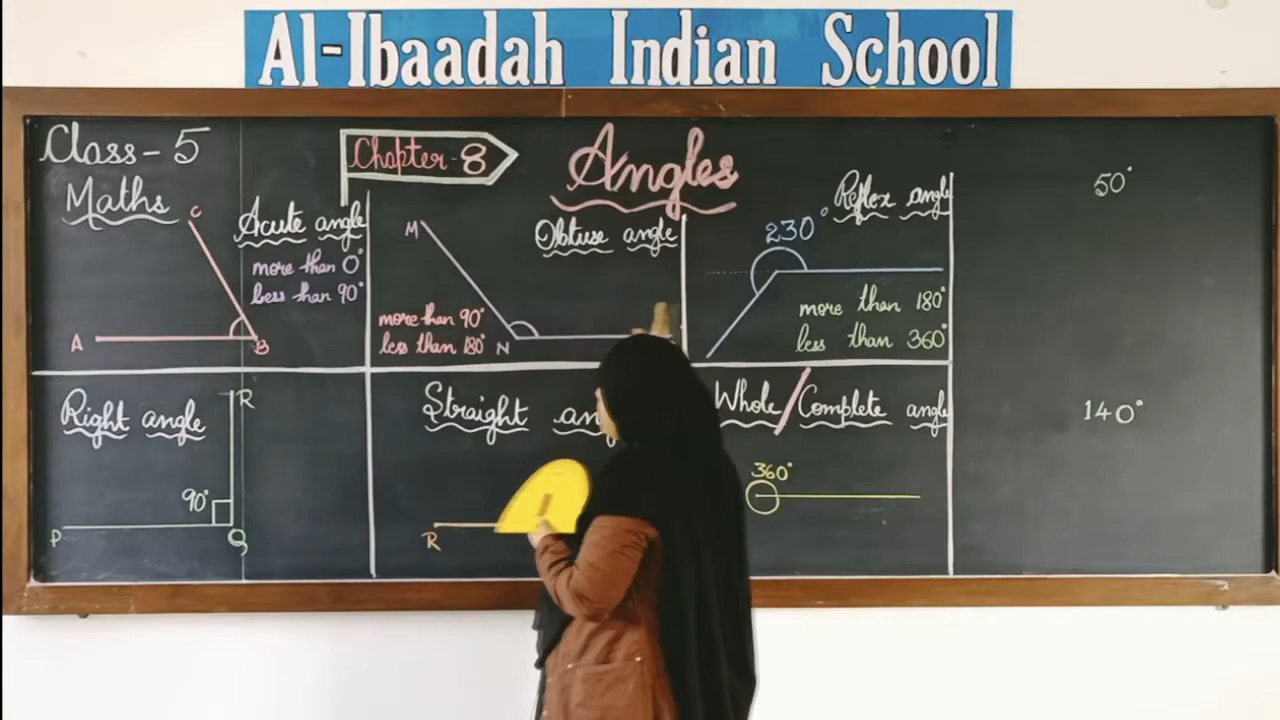 Al-Ibaadah Indian School
Class-5
Maths
Chapter-8
Angles
C
Acute angle
more than 0°
less than 90°
A
B
M
Obtuse angle
more than 90°
less than 180°
N
Reflex angle
230°
more than 180°
less than 360°
50°
Right angle
R
90°
P
Q
Straight an
R
Whole/Complete angle
360°
140°